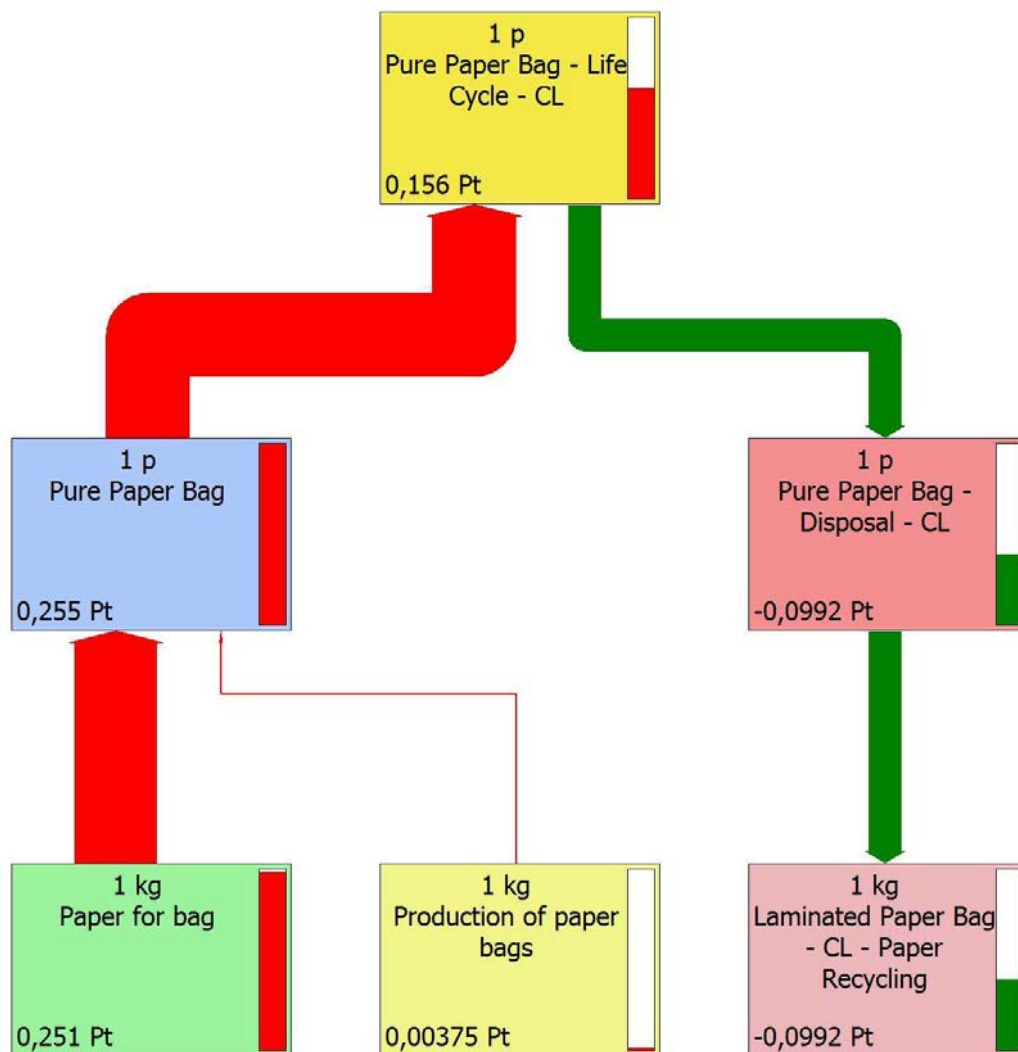 1 p
Pure Paper Bag - Life
Cycle - CL
0,156 Pt
1 p
Pure Paper Bag
0,255 Pt
1 p
Pure Paper Bag -
Disposal - CL
-0,0992 Pt
1 kg
Paper for bag
0,251 Pt
1 kg
Production of paper
bags
0,00375 Pt
1 kg
Laminated Paper Bag
- CL - Paper
Recycling
-0,0992 Pt